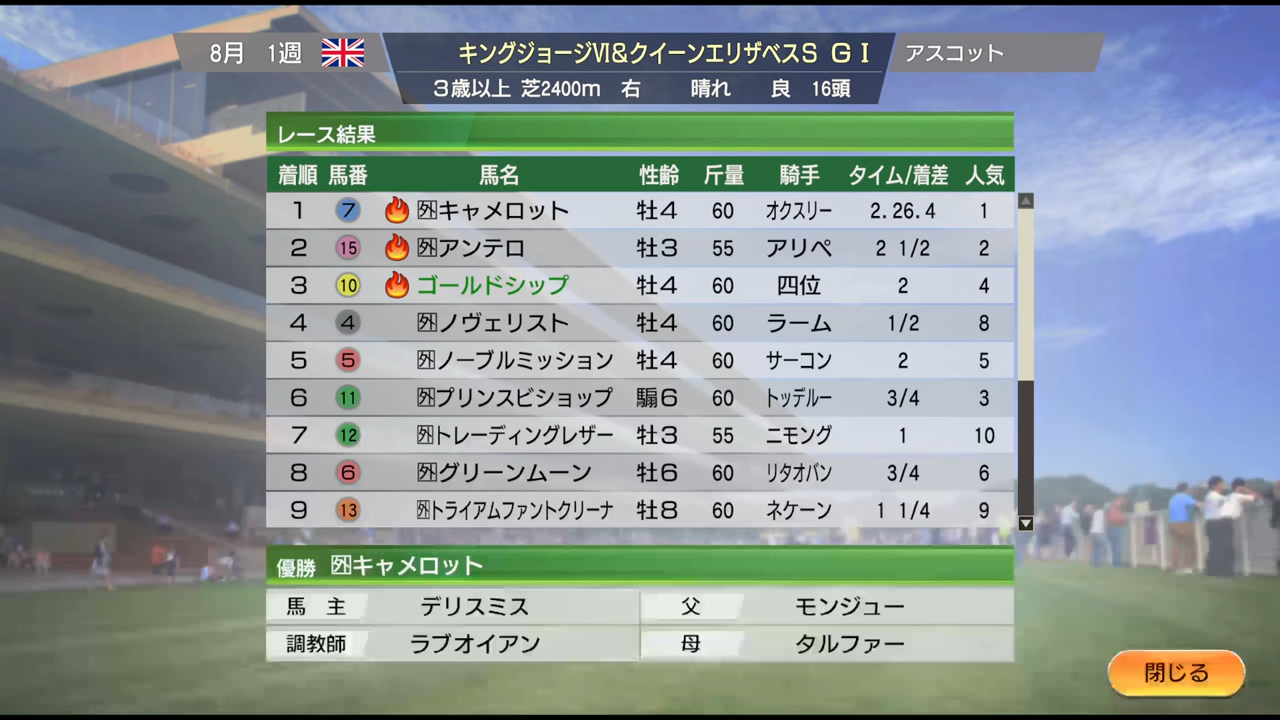 8月 1週 キングジョージⅥ&クイーンエリザベスS GⅠ アスコット
3歳以上 芝2400m 右 晴れ 良 16頭
レース結果
着順 馬番 馬名 性齢 斤量 騎手 タイム/着差 人気
1 7 外キャメロット 牡4 60 オクスリー 2.26.4 1
2 15 外アンテロ 牡3 55 アリペ 2 1/2 2
3 10 ゴールドシップ 牡4 60 四位 2 4
4 4 外ノヴェリスト 牡4 60 ラーム 1/2 8
5 5 外ノーブルミッション 牡4 60 サーコン 2 5
6 11 外プリンスビショップ 騸6 60 トッデルー 3/4 3
7 12 外トレーディングレザー 牡3 55 ニモング 1 10
8 6 外グリーンムーン 牡6 60 リタオバン 3/4 6
9 13 外トライアムファントクリーナ 牡8 60 ネケーン 1 1/4 9
優勝 外キャメロット
馬主 デリスミス 父 モンジュー
調教師 ラブオイアン 母 タルファー
閉じる